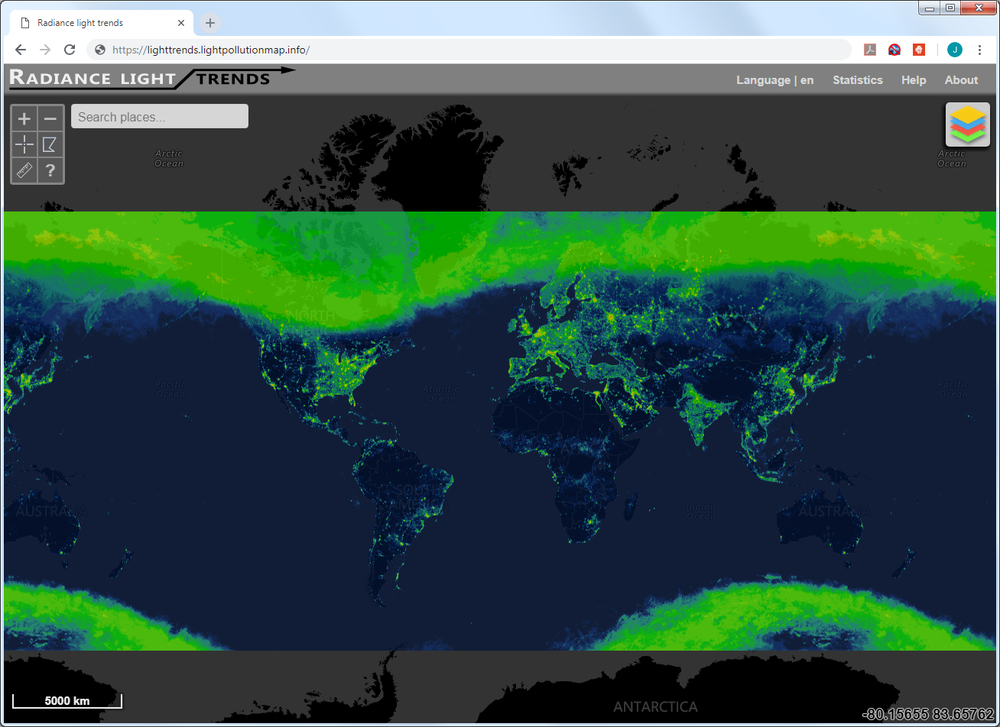 Radiance light trends
https://lighttrends.lightpollutionmap.info/
J
RADIANCE LIGHT TRENDS
Language | en
Statistics
Help
About
+
−
?
Search places...
Arctic
Ocean
Arctic
Ocean
NORTH
Pacific
Ocean
Atlantic
Ocean
Pacific
Ocean
AF
SOUTH
AMERICA
AUSTRALIA
Indian
Ocean
AUSTRALIA
5000 km
ANTARCTICA
-80.15655 83.65762